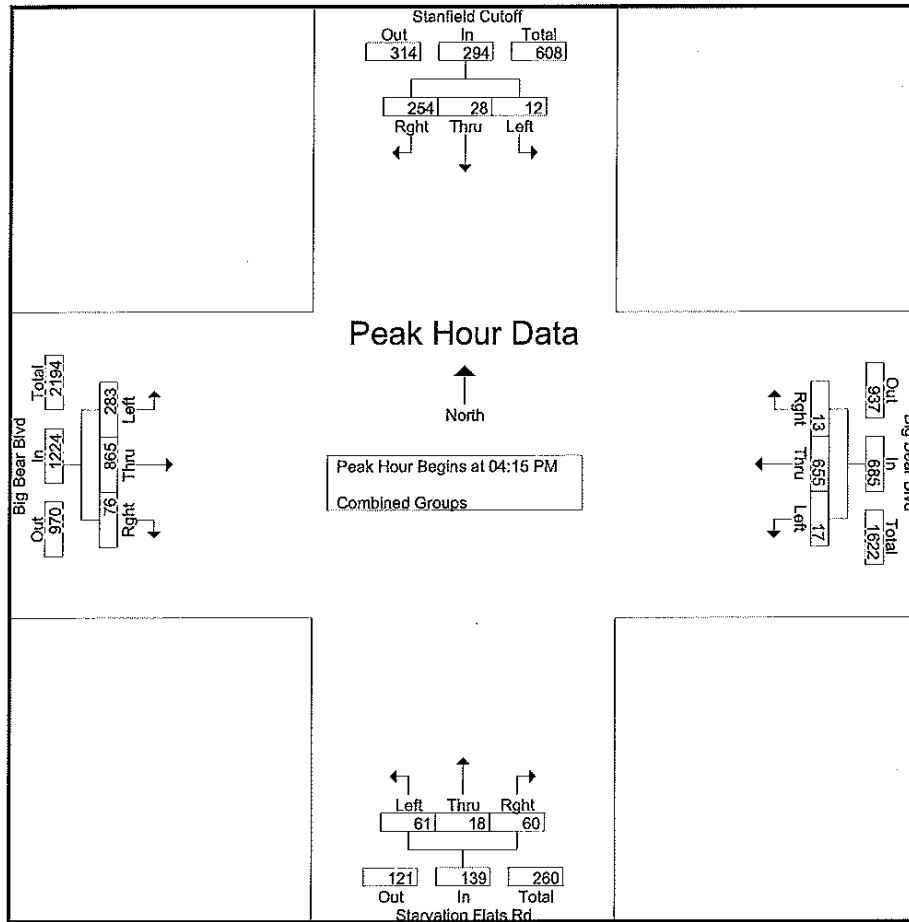 Stanfield Cutoff
Out In Total
314 294 608
254 28 12
Rght Thru Left
Peak Hour Data
North
Peak Hour Begins at 04:15 PM
Combined Groups
Big Bear Blvd
Out In Total
970 1224 2194
76 865 283
Rght Thru Left
Big Bear Blvd
Out In Total
937 685 1622
Rght Thru Left
13 655 17
Left Thru Rght
61 18 60
121 139 260
Out In Total
Starvation Flats Rd